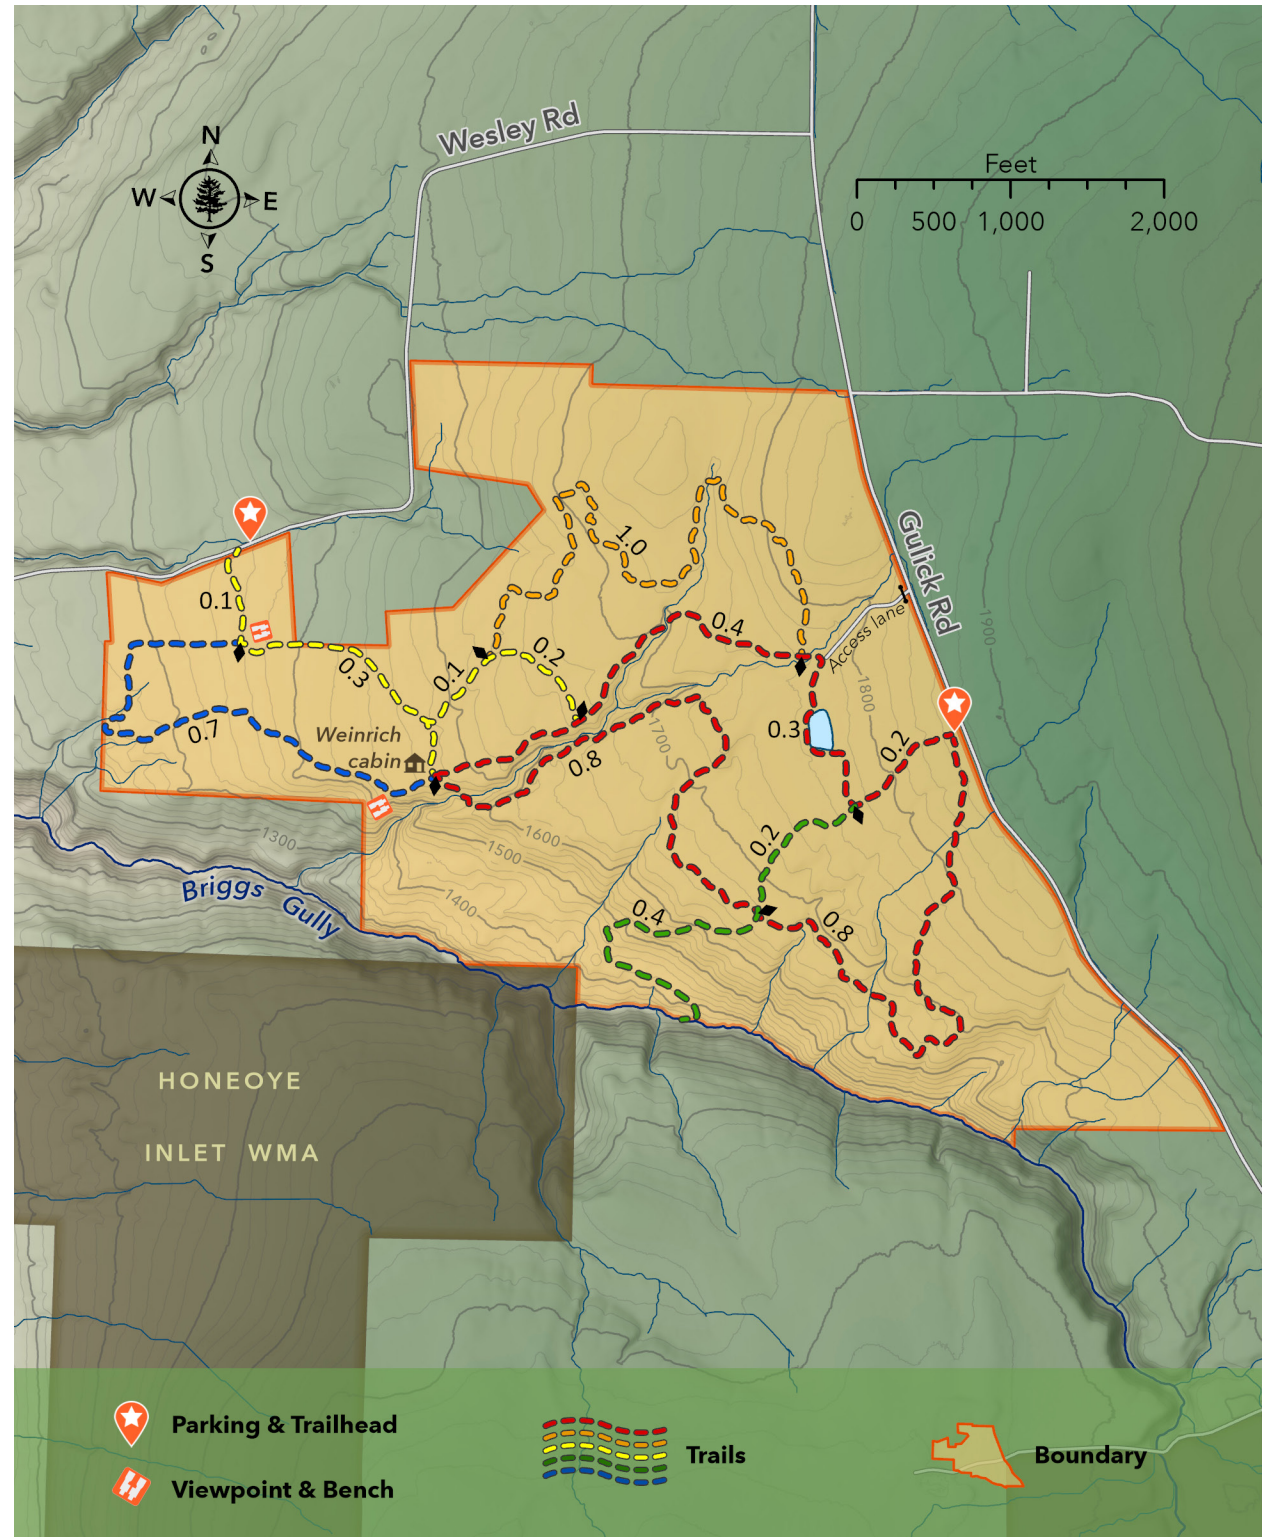 Wesley Rd
N
W
E
S
Feet
0
500
1,000
2,000
Gulick Rd
1.0
0.1
0.4
Access lane
1900
0.2
0.3
0.1
1800
0.7
Weinrich
cabin
0.8
1700
0.3
0.2
1300
1600
1500
0.2
Briggs Gully
1400
0.4
0.8
HONEOYE
INLET WMA
Parking & Trailhead
Viewpoint & Bench
Trails
Boundary